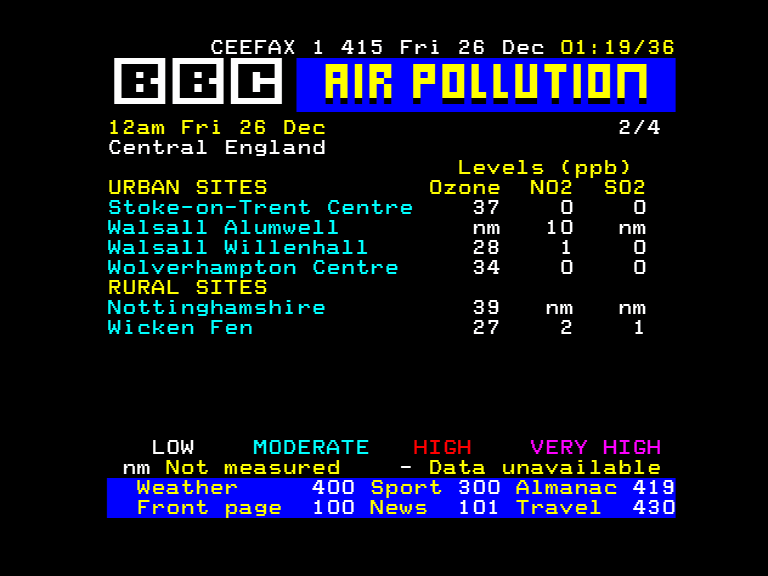 CEEFAX 1 415 Fri 26 Dec 01:19/36
BBC AIR POLLUTION
12am Fri 26 Dec 2/4
Central England
Levels (ppb)
URBAN SITES Ozone NO2 SO2
Stoke-on-Trent Centre 37 0 0
Walsall Alumwell nm 10 nm
Walsall Willenhall 28 1 0
Wolverhampton Centre 34 0 0
RURAL SITES
Nottinghamshire 39 nm nm
Wicken Fen 27 2 1
LOW MODERATE HIGH VERY HIGH
nm Not measured - Data unavailable
Weather 400 Sport 300 Almanac 419
Front page 100 News 101 Travel 430